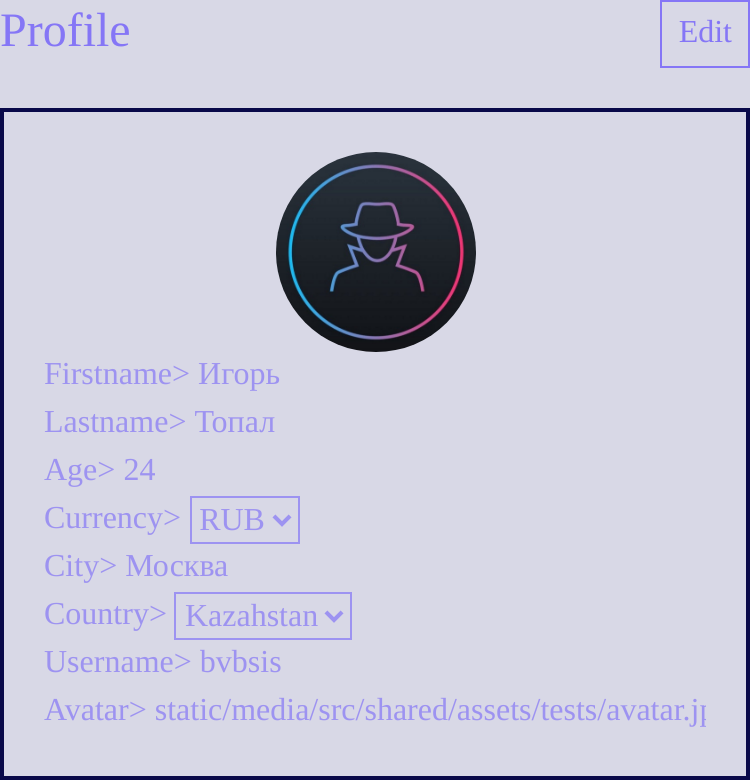 Profile
Edit
Firstname> Игорь
Lastname> Топал
Age> 24
Currency> RUB
City> Москва
Country> Kazahstan
Username> bvbsis
Avatar> static/media/src/shared/assets/tests/avatar.jp